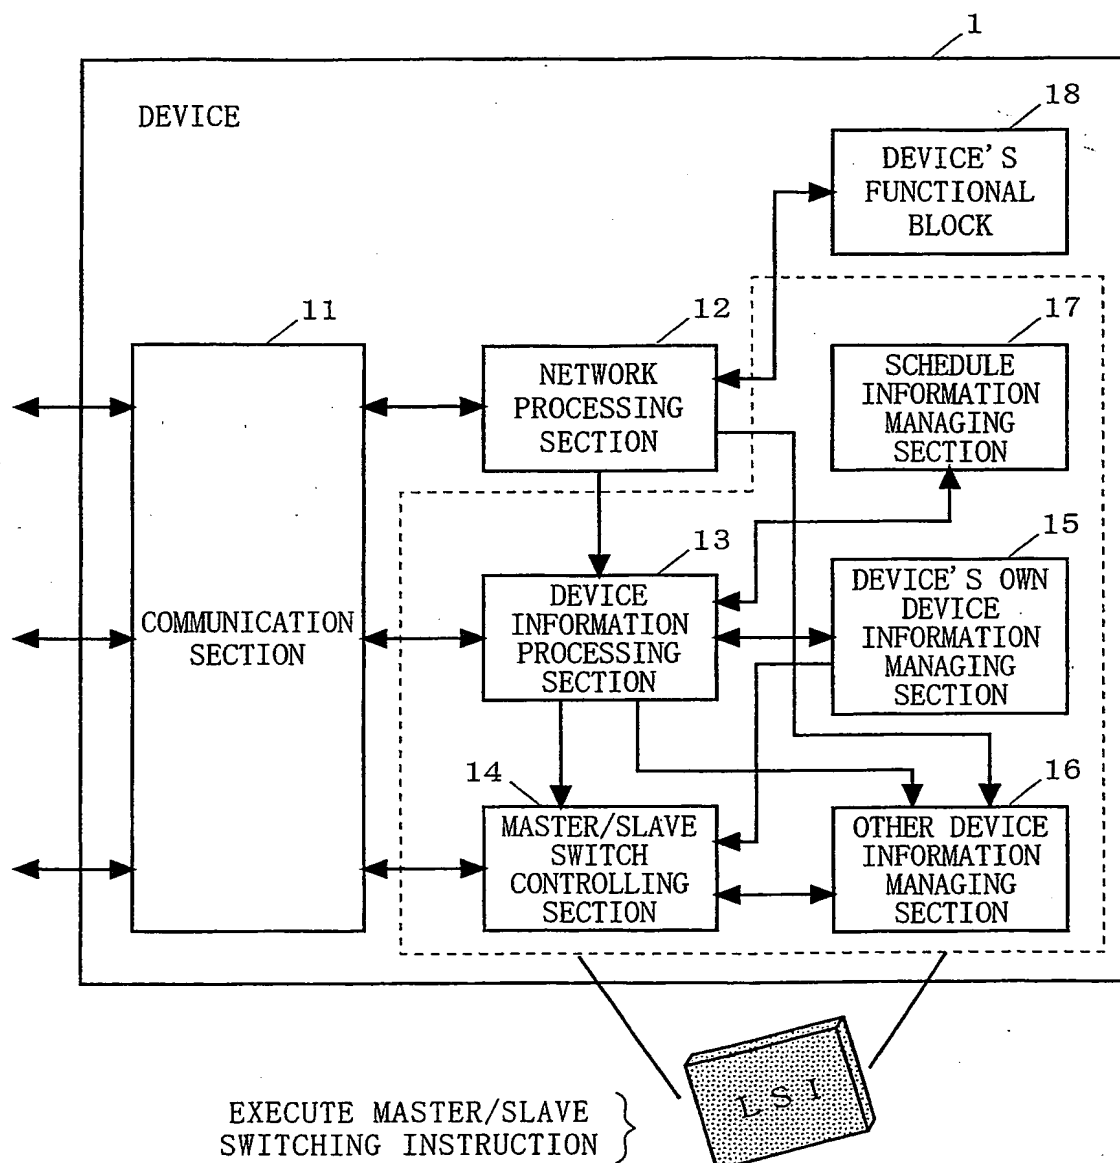 1
DEVICE
18
DEVICE'S
FUNCTIONAL
BLOCK
11
12
17
NETWORK
PROCESSING
SECTION
SCHEDULE
INFORMATION
MANAGING
SECTION
13
15
COMMUNICATION
SECTION
DEVICE
INFORMATION
PROCESSING
SECTION
DEVICE'S OWN
DEVICE
INFORMATION
MANAGING
SECTION
14
16
MASTER/SLAVE
SWITCH
CONTROLLING
SECTION
OTHER DEVICE
INFORMATION
MANAGING
SECTION
LSI
EXECUTE MASTER/SLAVE
SWITCHING INSTRUCTION